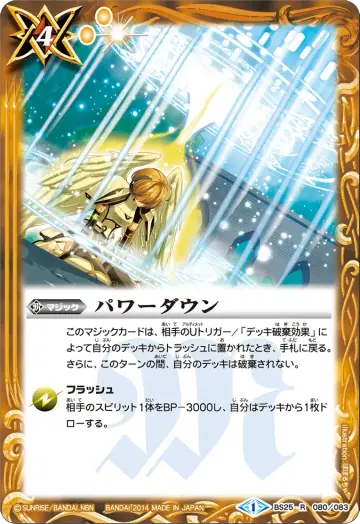 4
マジック
パワーダウン
このマジックカードは、相手のUトリガー/「デッキ破棄効果」に
よって自分のデッキからトラッシュに置かれたとき、手札に戻る。
さらに、このターンの間、自分のデッキは破棄されない。
フラッシュ
相手のスピリット1体をBP-3000し、自分はデッキから1枚ド
ローする。
©SUNRISE/BANDAI,NBN BANDAI 2014 MADE IN JAPAN
1 BS25 R 080/083